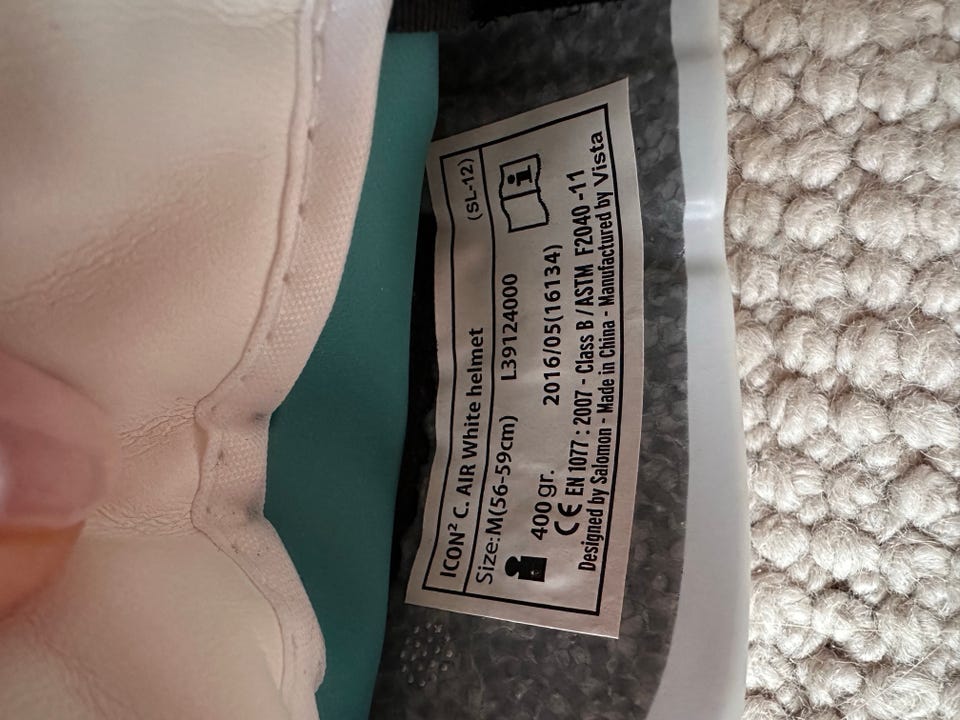 ICON² C. AIR White helmet (SL-12)
Size:M(56-59cm) L39124000
400 gr. 2016/05(16134)
CE EN 1077 : 2007 - Class B / ASTM F2040 -11
Designed by Salomon - Made in China - Manufactured by Vista